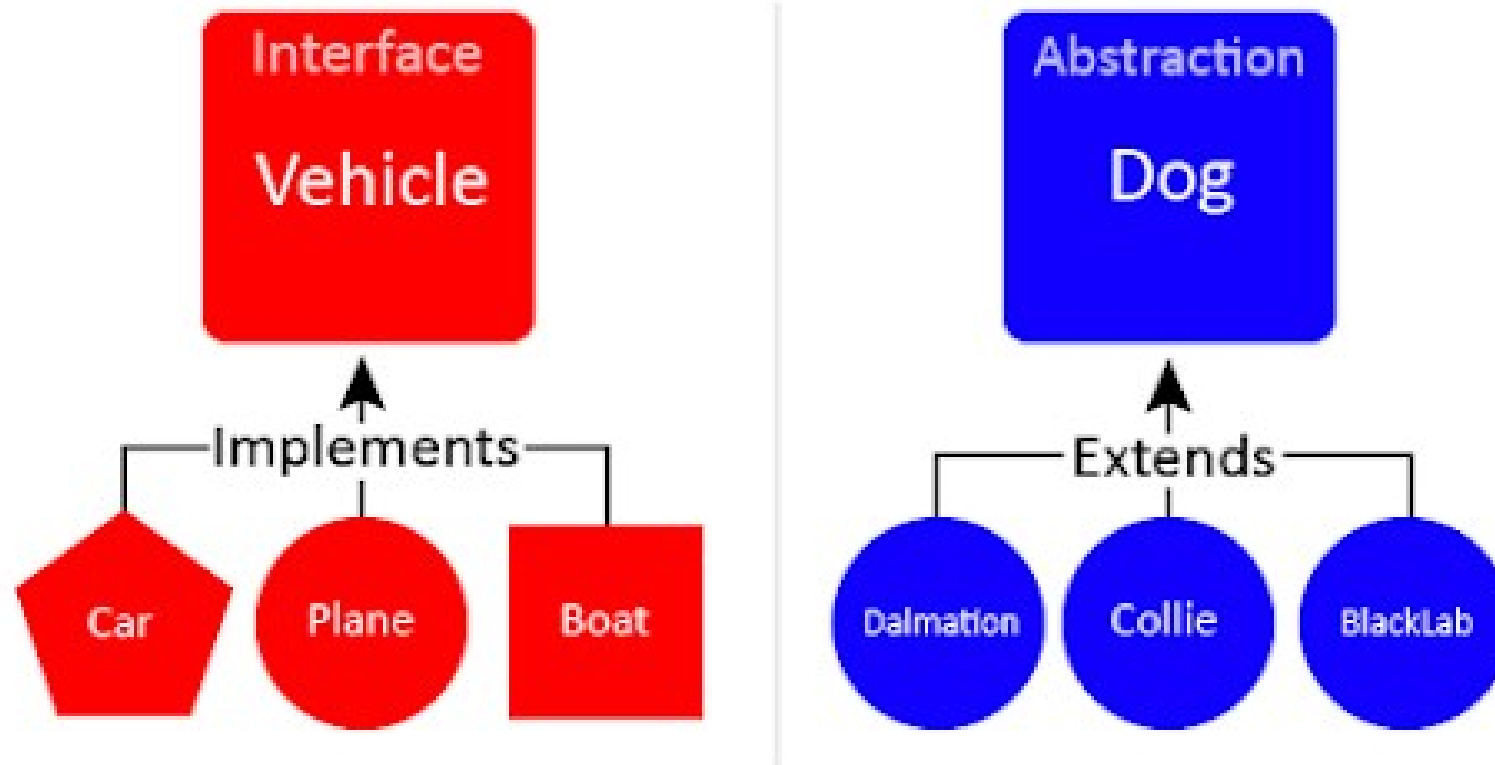 Interface
Vehicle
Implements
Car
Plane
Boat
Abstraction
Dog
Extends
Dalmation
Collie
BlackLab